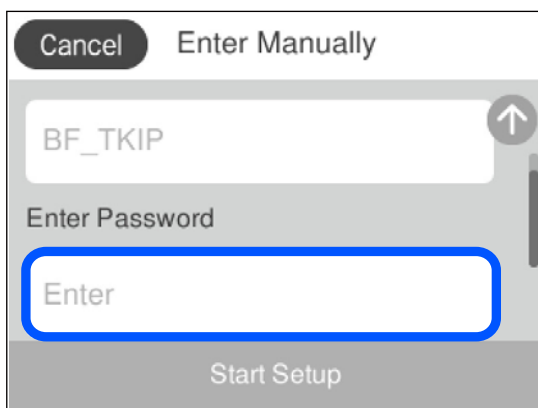 Cancel Enter Manually
BF_TKIP
Enter Password
Enter
Start Setup